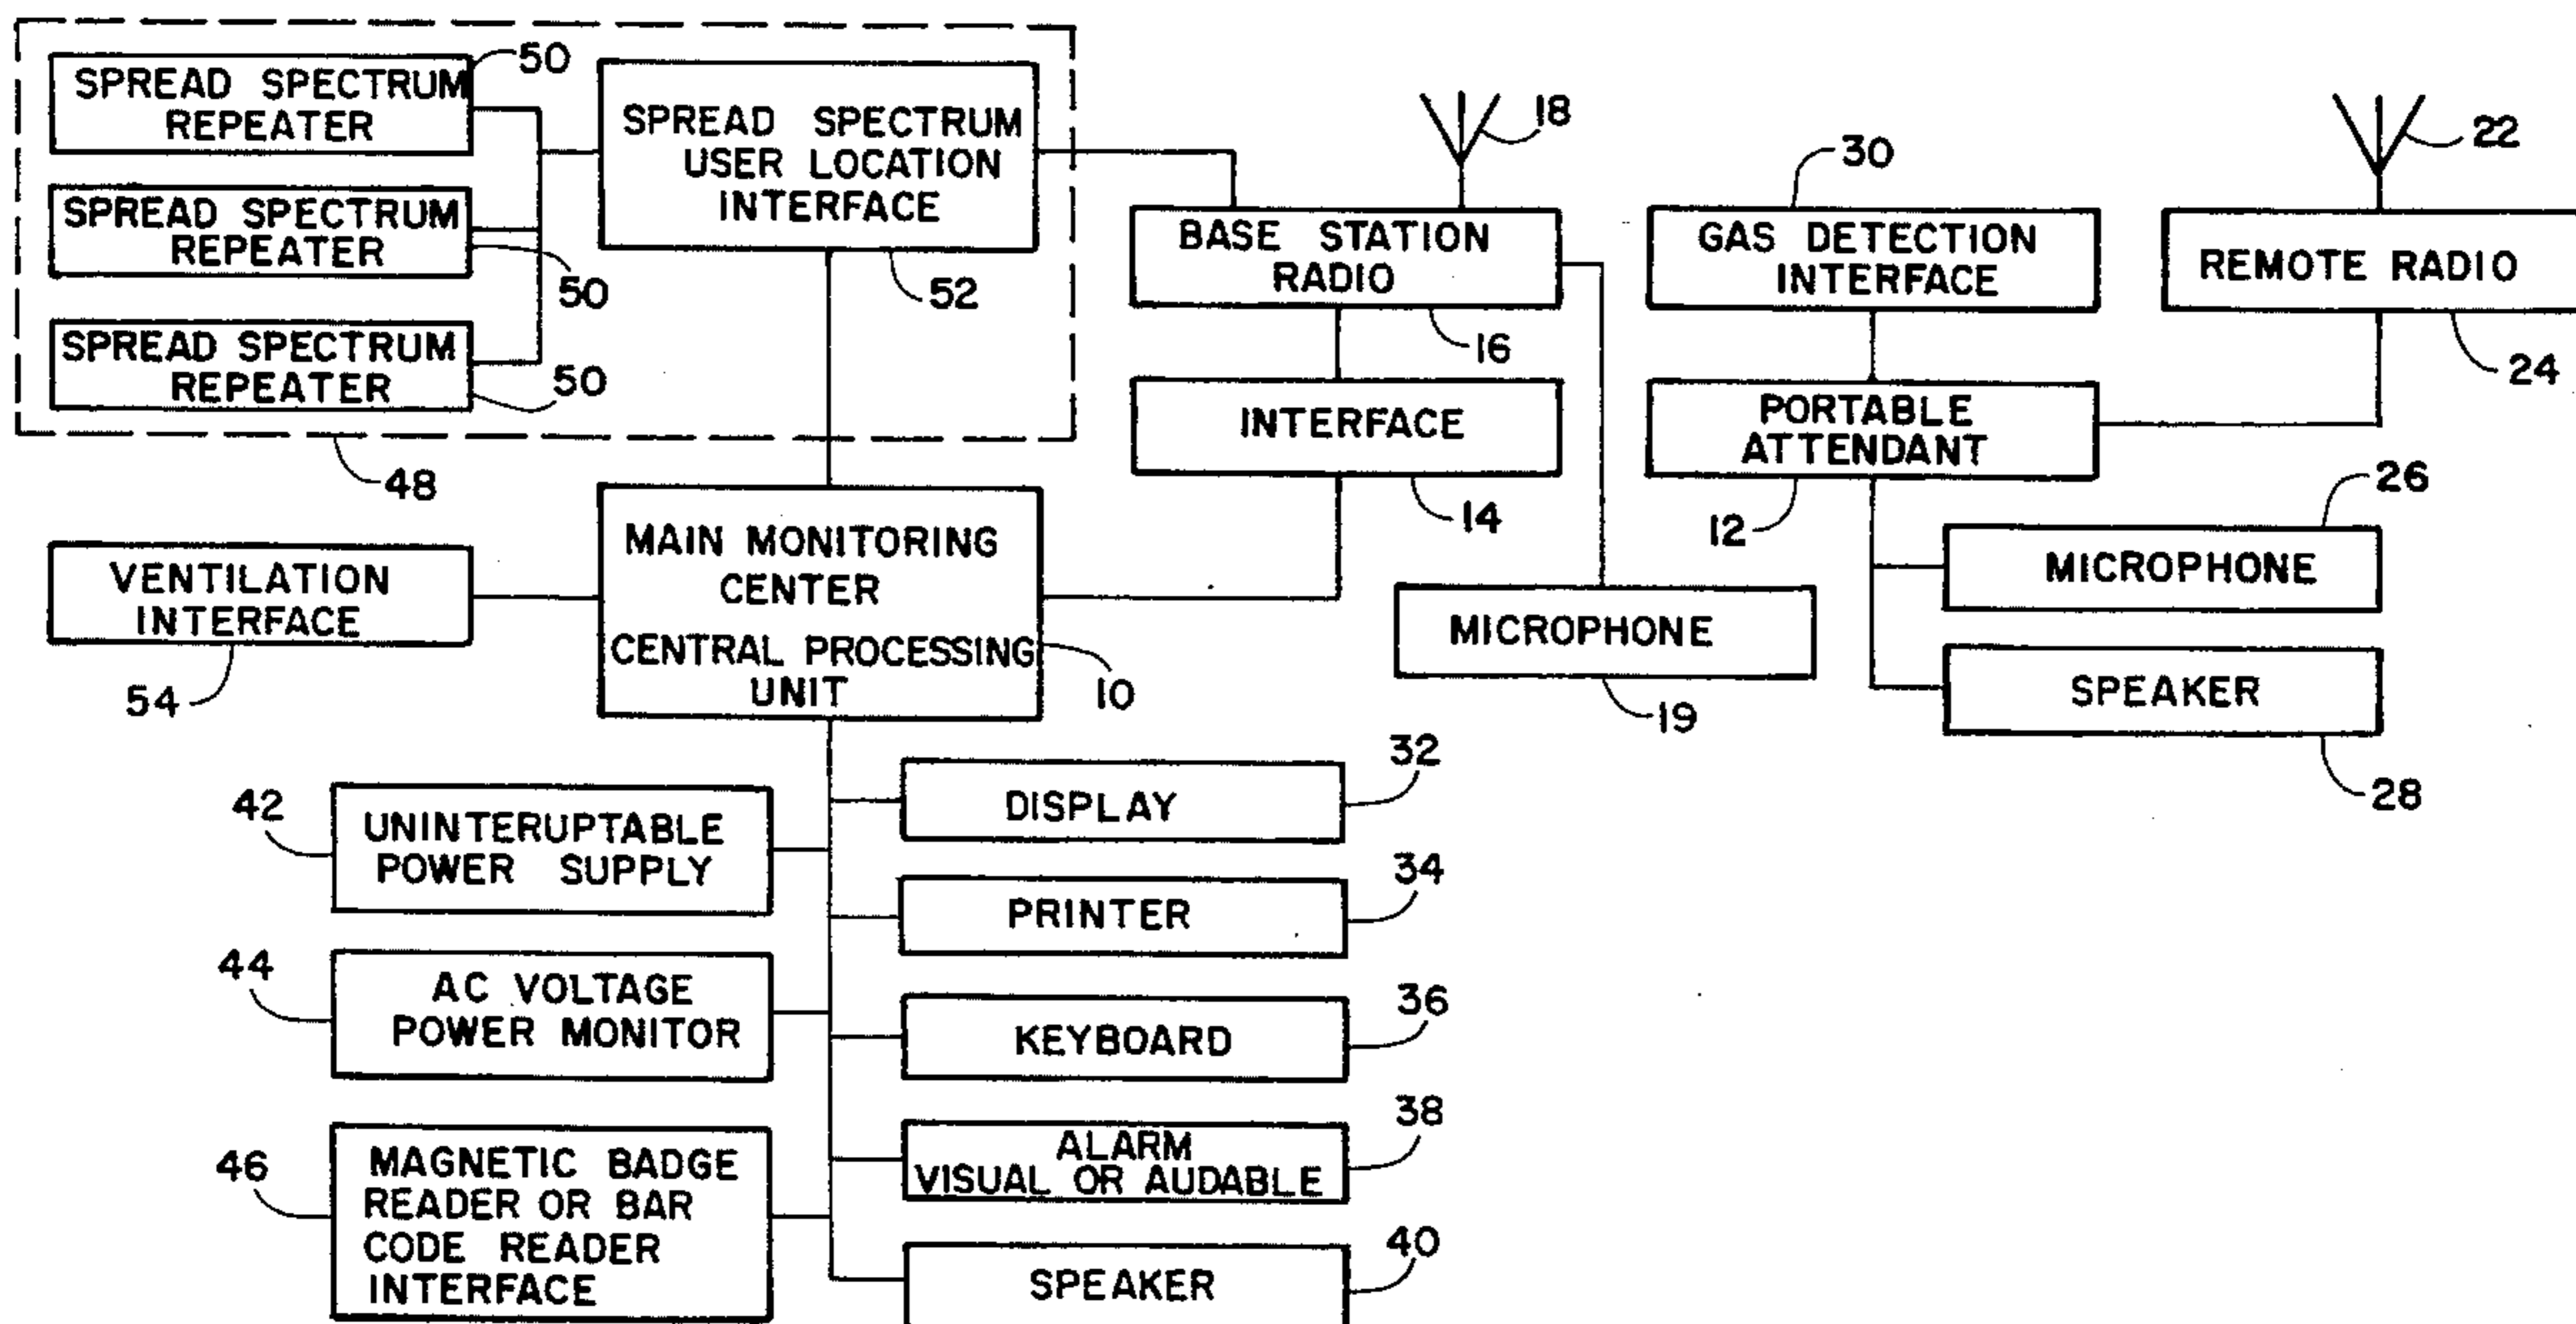 SPREAD SPECTRUM
REPEATER
50
SPREAD SPECTRUM
REPEATER
50
SPREAD SPECTRUM
REPEATER
50
48
SPREAD SPECTRUM
USER LOCATION
INTERFACE
52
18
BASE STATION
RADIO
16
INTERFACE
14
30
GAS DETECTION
INTERFACE
22
REMOTE RADIO
24
PORTABLE
ATTENDANT
12
26
MICROPHONE
SPEAKER
28
MICROPHONE
19
VENTILATION
INTERFACE
54
MAIN MONITORING
CENTER
CENTRAL PROCESSING
UNIT
10
42
UNINTERUPTABLE
POWER SUPPLY
44
AC VOLTAGE
POWER MONITOR
46
MAGNETIC BADGE
READER OR BAR
CODE READER
INTERFACE
32
DISPLAY
34
PRINTER
36
KEYBOARD
38
ALARM
VISUAL OR AUDABLE
40
SPEAKER